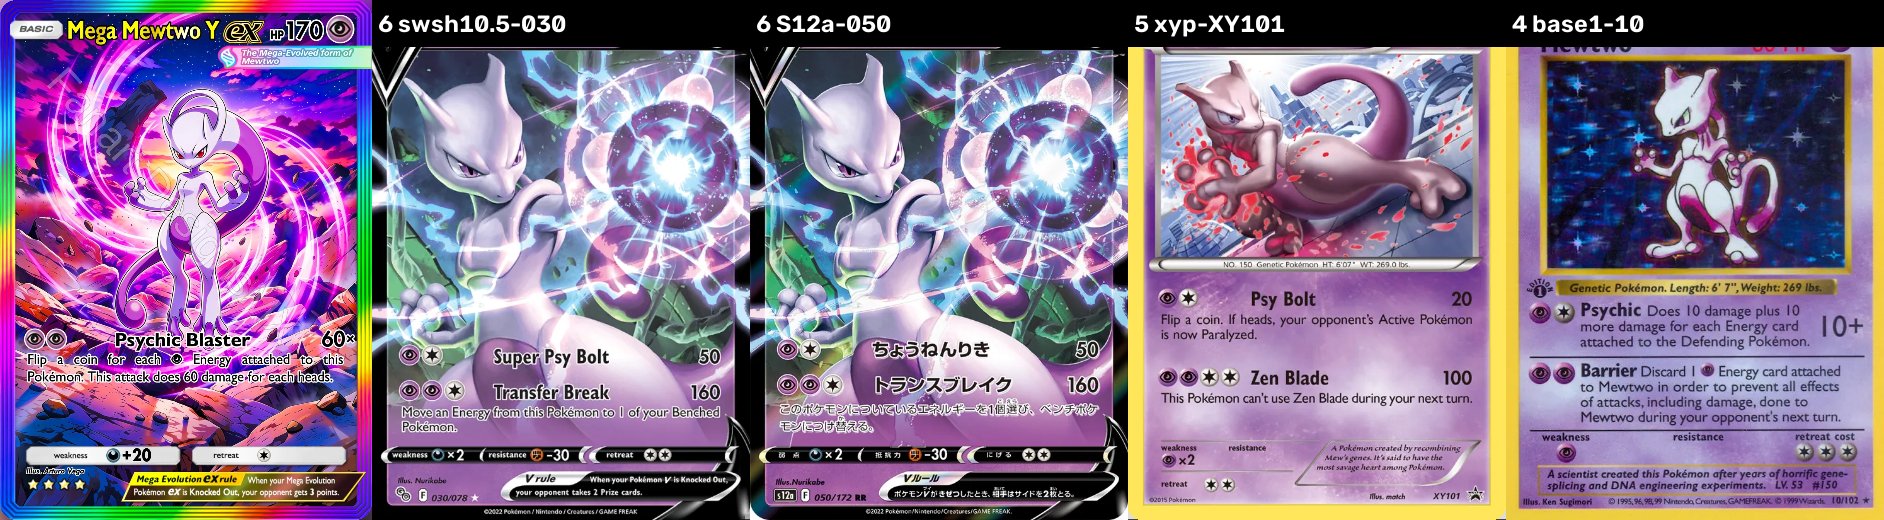 BASIC Mega Mewtwo Y ex HP 170
The Mega-Evolved form of
Mewtwo
Psychic Blaster 60×
Flip a coin for each Energy attached to this
Pokémon. This attack does 60 damage for each heads.
weakness +20 retreat
Illus. Arturo Vega
Mega Evolution ex rule When your Mega Evolution
Pokémon ex is Knocked Out, your opponent gets 3 points.
6 swsh10.5-030
Super Psy Bolt 50
Transfer Break 160
Move an Energy from this Pokémon to 1 of your Benched
Pokémon.
weakness ×2 resistance -30 retreat
Illus. Nurikabe
V rule When your Pokémon V is Knocked Out,
your opponent takes 2 Prize cards.
F 030/078
©2022 Pokémon / Nintendo / Creatures / GAME FREAK
6 S12a-050
ちょうねんりき 50
トランスブレイク 160
このポケモンについているエネルギーを1個選び、ベンチポケ
モンにつけ替える。
弱点 ×2 抵抗力 -30 にげる
Illus. Nurikabe
Vルール
ポケモンVがきぜつしたとき、相手はサイドを2枚とる。
s12a F 050/172 RR
©2022 Pokémon/Nintendo/Creatures/GAME FREAK.
5 xyp-XY101
NO. 150 Genetic Pokémon HT: 6'07" WT: 269.0 lbs.
Psy Bolt 20
Flip a coin. If heads, your opponent's Active Pokémon
is now Paralyzed.
Zen Blade 100
This Pokémon can't use Zen Blade during your next turn.
weakness resistance
×2
retreat
A Pokémon created by recombining
Mew's genes. It's said to have the
most savage heart among Pokémon.
©2015 Pokémon Illus. match XY101
4 base1-10
Mewtwo
EDITION 1
Genetic Pokémon. Length: 6' 7", Weight: 269 lbs.
Psychic Does 10 damage plus 10
more damage for each Energy card
attached to the Defending Pokémon.
10+
Barrier Discard 1 Energy card attached
to Mewtwo in order to prevent all effects
of attacks, including damage, done to
Mewtwo during your opponent's next turn.
weakness resistance retreat cost
A scientist created this Pokémon after years of horrific gene-
splicing and DNA engineering experiments. LV. 53 #150
Illus. Ken Sugimori ©1995, 96, 98, 99 Nintendo, Creatures, GAMEFREAK. ©1999 Wizards. 10/102